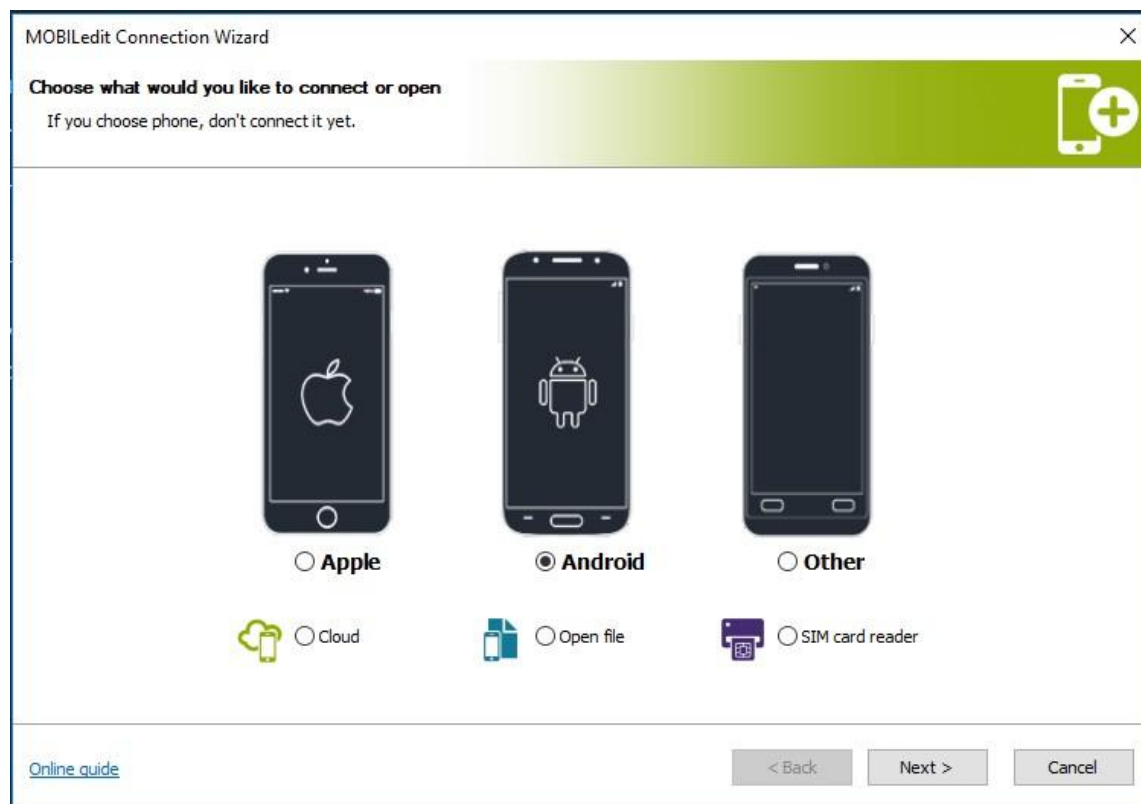 MOBILedit Connection Wizard
Choose what would you like to connect or open
If you choose phone, don't connect it yet.
Apple Android Other
Cloud Open file SIM card reader
Online guide < Back Next > Cancel